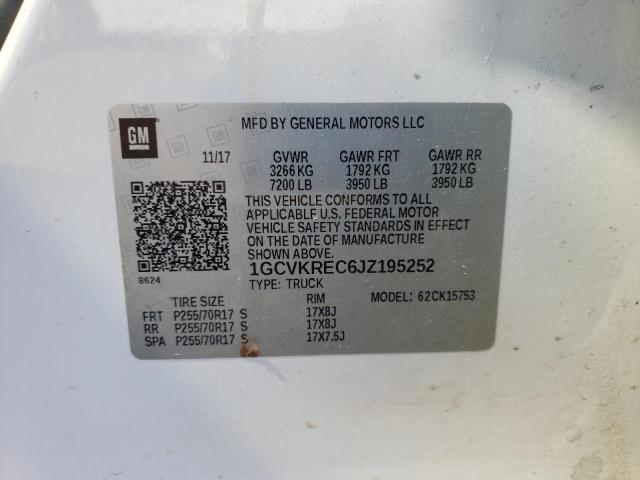 GM
MFD BY GENERAL MOTORS LLC
11/17 GVWR GAWR FRT GAWR RR
3266 KG 1792 KG 1792 KG
7200 LB 3950 LB 3950 LB
THIS VEHICLE CONFORMS TO ALL
APPLICABLE U.S. FEDERAL MOTOR
VEHICLE SAFETY STANDARDS IN EFFECT
ON THE DATE OF MANUFACTURE
SHOWN ABOVE.
8624
1GCVKREC6JZ195252
TYPE: TRUCK
TIRE SIZE RIM MODEL: 62CK15753
FRT P255/70R17 S 17X8J
RR P255/70R17 S 17X8J
SPA P255/70R17 S 17X7.5J